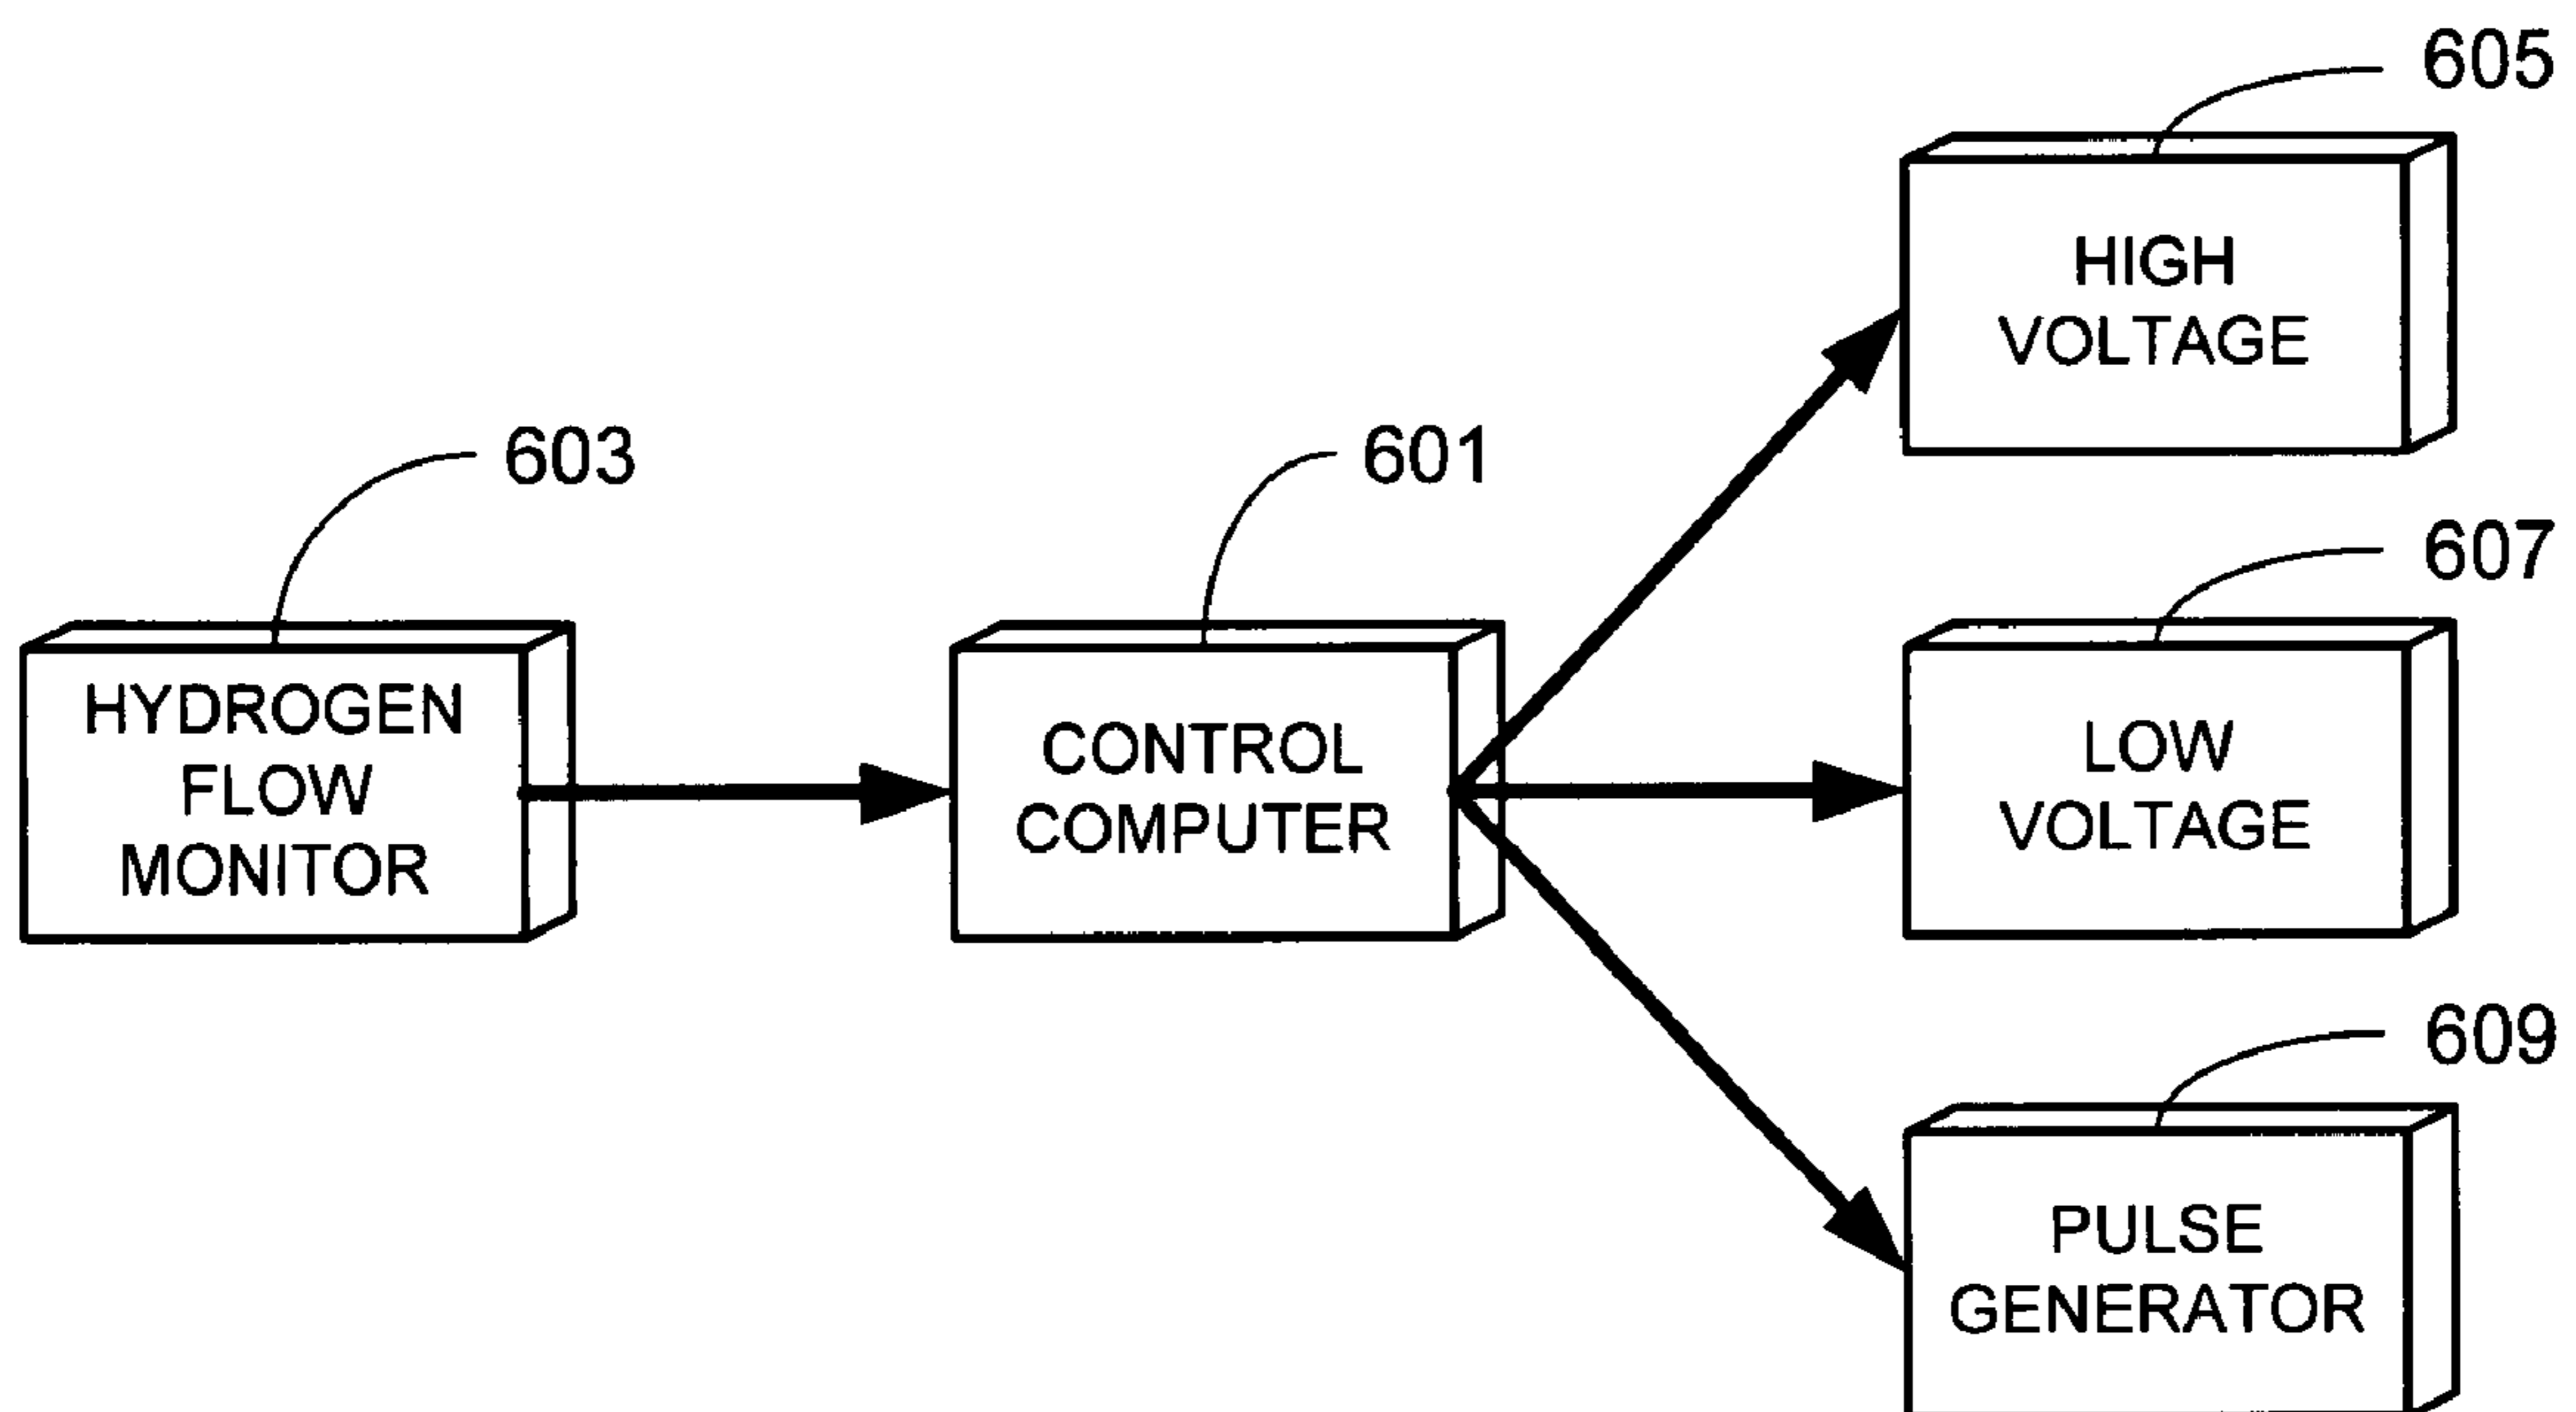 605
HIGH
VOLTAGE
603
601
607
HYDROGEN
FLOW
MONITOR
CONTROL
COMPUTER
LOW
VOLTAGE
609
PULSE
GENERATOR